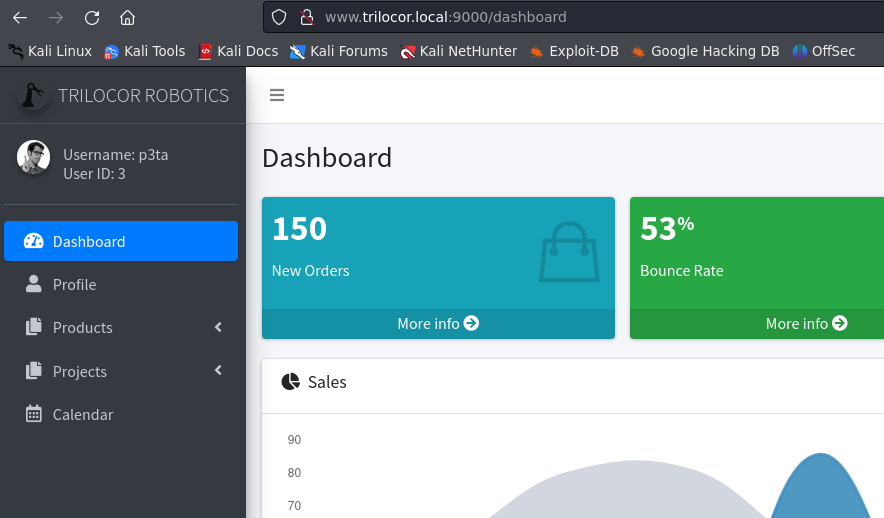 www.trilocor.local:9000/dashboard
Kali Linux Kali Tools Kali Docs Kali Forums Kali NetHunter Exploit-DB Google Hacking DB OffSec
TRILOCOR ROBOTICS
Username: p3ta
User ID: 3
Dashboard
Profile
Products
Projects
Calendar
Dashboard
150
New Orders
More info
53%
Bounce Rate
More info
Sales
90
80
70